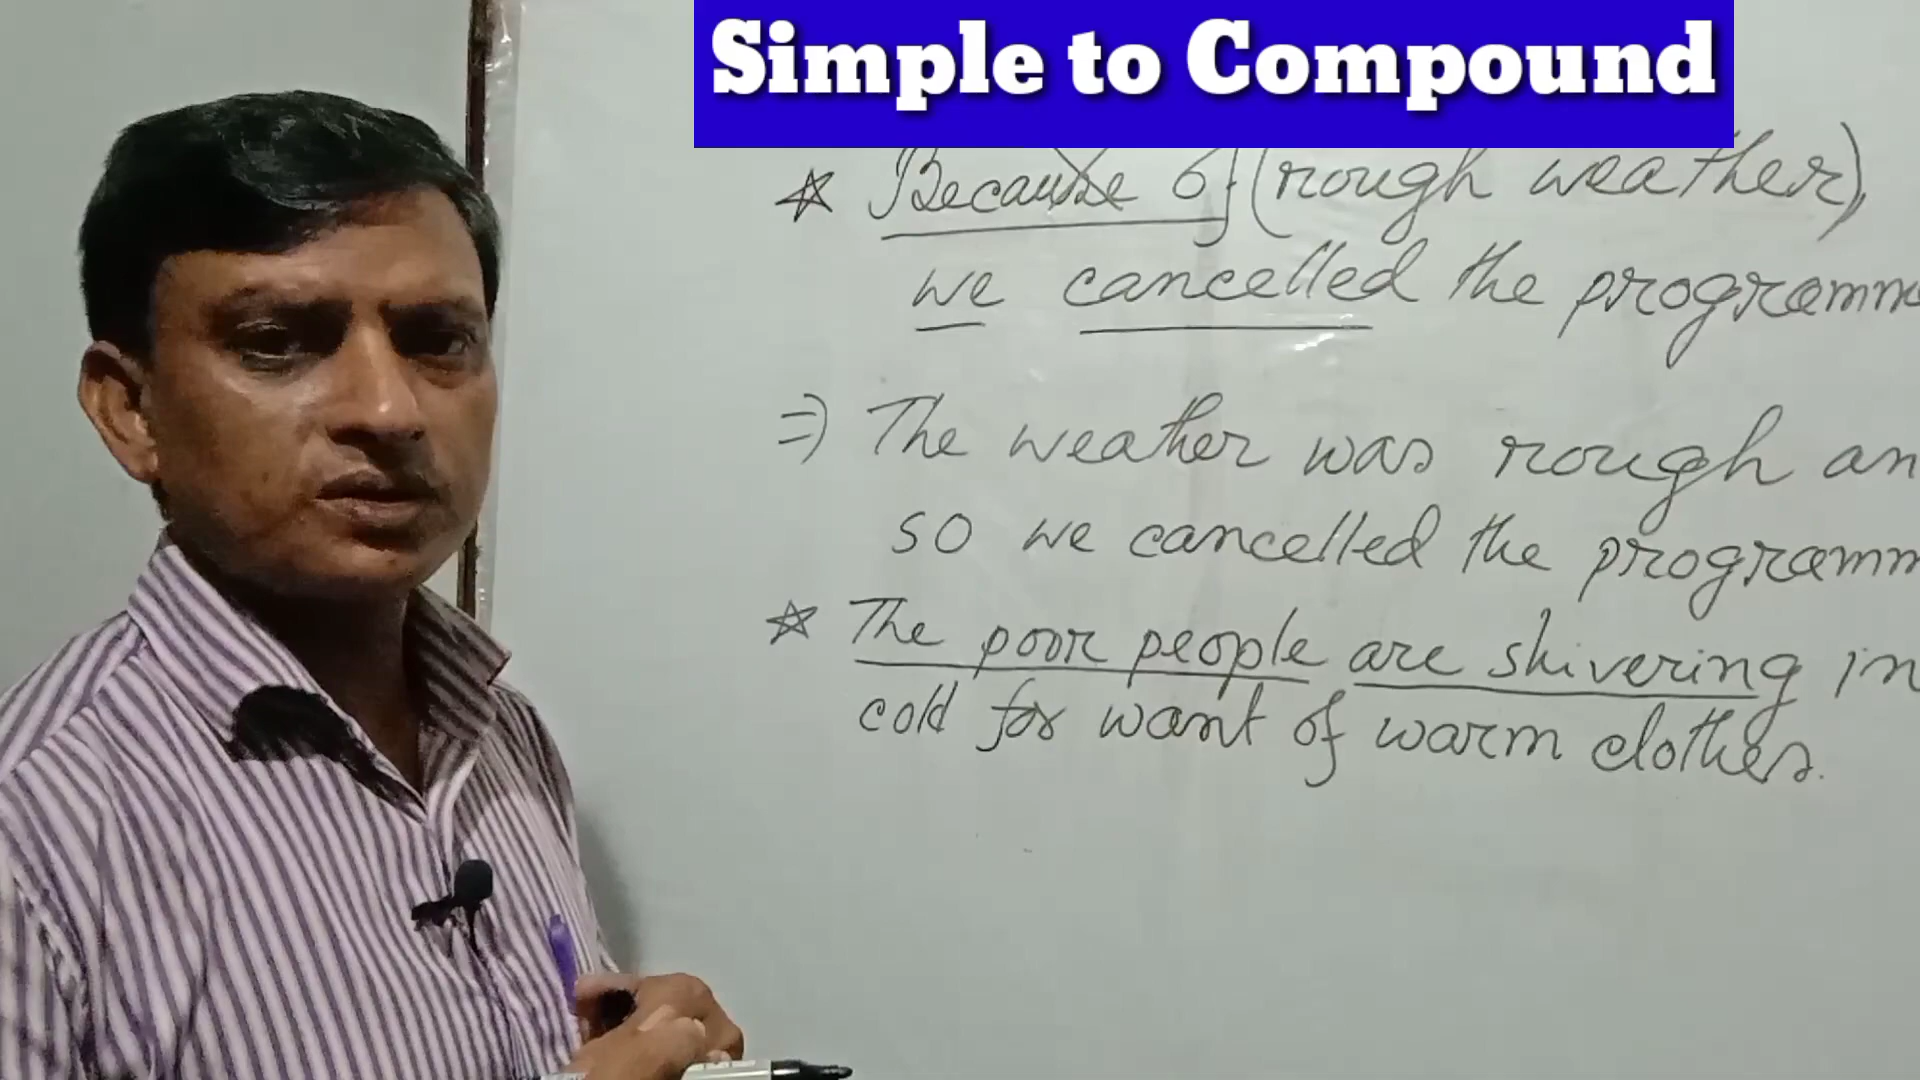 Simple to Compound
☆ Because of (rough weather),
we cancelled the programm
⇒ The weather was rough an
so we cancelled the programm
☆ The poor people are shivering in
cold for want of warm clothes.